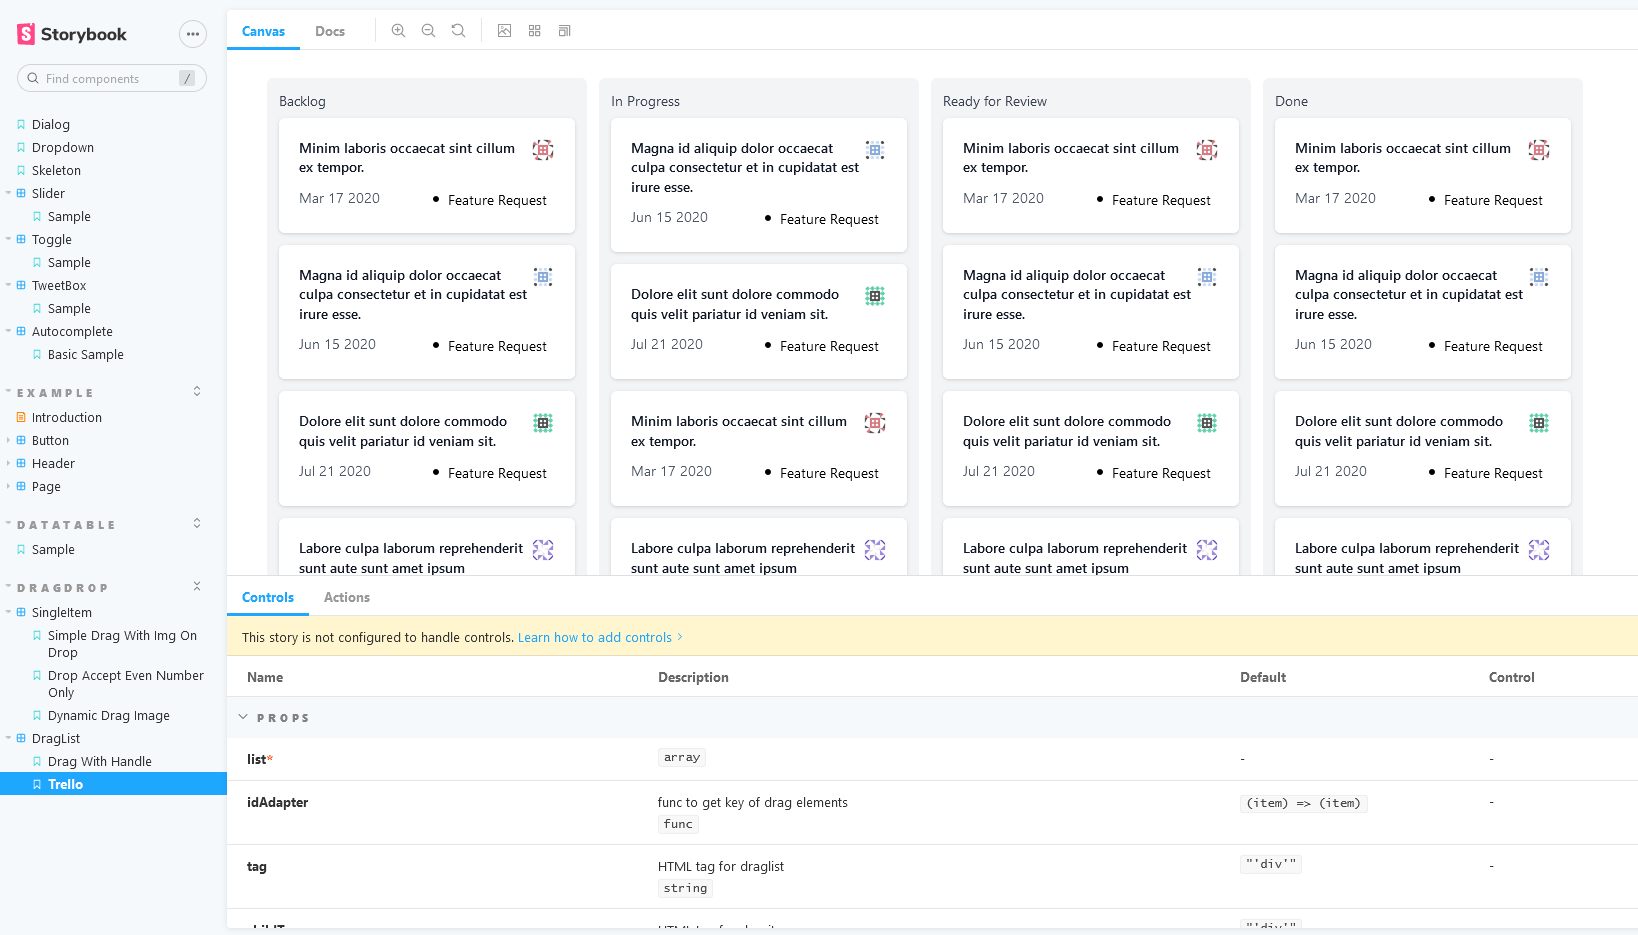 Storybook
Find components
/
Dialog
Dropdown
Skeleton
Slider
Sample
Toggle
Sample
TweetBox
Sample
Autocomplete
Basic Sample
EXAMPLE
Introduction
Button
Header
Page
DATATABLE
Sample
DRAGDROP
SingleItem
Simple Drag With Img On
Drop
Drop Accept Even Number
Only
Dynamic Drag Image
DragList
Drag With Handle
Trello
Canvas
Docs
Backlog
Minim laboris occaecat sint cillum
ex tempor.
Mar 17 2020
Feature Request
Magna id aliquip dolor occaecat
culpa consectetur et in cupidatat est
irure esse.
Jun 15 2020
Feature Request
Dolore elit sunt dolore commodo
quis velit pariatur id veniam sit.
Jul 21 2020
Feature Request
Labore culpa laborum reprehenderit
sunt aute sunt amet ipsum
In Progress
Magna id aliquip dolor occaecat
culpa consectetur et in cupidatat est
irure esse.
Jun 15 2020
Feature Request
Dolore elit sunt dolore commodo
quis velit pariatur id veniam sit.
Jul 21 2020
Feature Request
Minim laboris occaecat sint cillum
ex tempor.
Mar 17 2020
Feature Request
Labore culpa laborum reprehenderit
sunt aute sunt amet ipsum
Ready for Review
Minim laboris occaecat sint cillum
ex tempor.
Mar 17 2020
Feature Request
Magna id aliquip dolor occaecat
culpa consectetur et in cupidatat est
irure esse.
Jun 15 2020
Feature Request
Dolore elit sunt dolore commodo
quis velit pariatur id veniam sit.
Jul 21 2020
Feature Request
Labore culpa laborum reprehenderit
sunt aute sunt amet ipsum
Done
Minim laboris occaecat sint cillum
ex tempor.
Mar 17 2020
Feature Request
Magna id aliquip dolor occaecat
culpa consectetur et in cupidatat est
irure esse.
Jun 15 2020
Feature Request
Dolore elit sunt dolore commodo
quis velit pariatur id veniam sit.
Jul 21 2020
Feature Request
Labore culpa laborum reprehenderit
sunt aute sunt amet ipsum
Controls
Actions
This story is not configured to handle controls. Learn how to add controls
Name Description Default Control
PROPS
list* array - -
idAdapter func to get key of drag elements (item) => (item) -
func
tag HTML tag for draglist "'div'" -
string
"'div'"